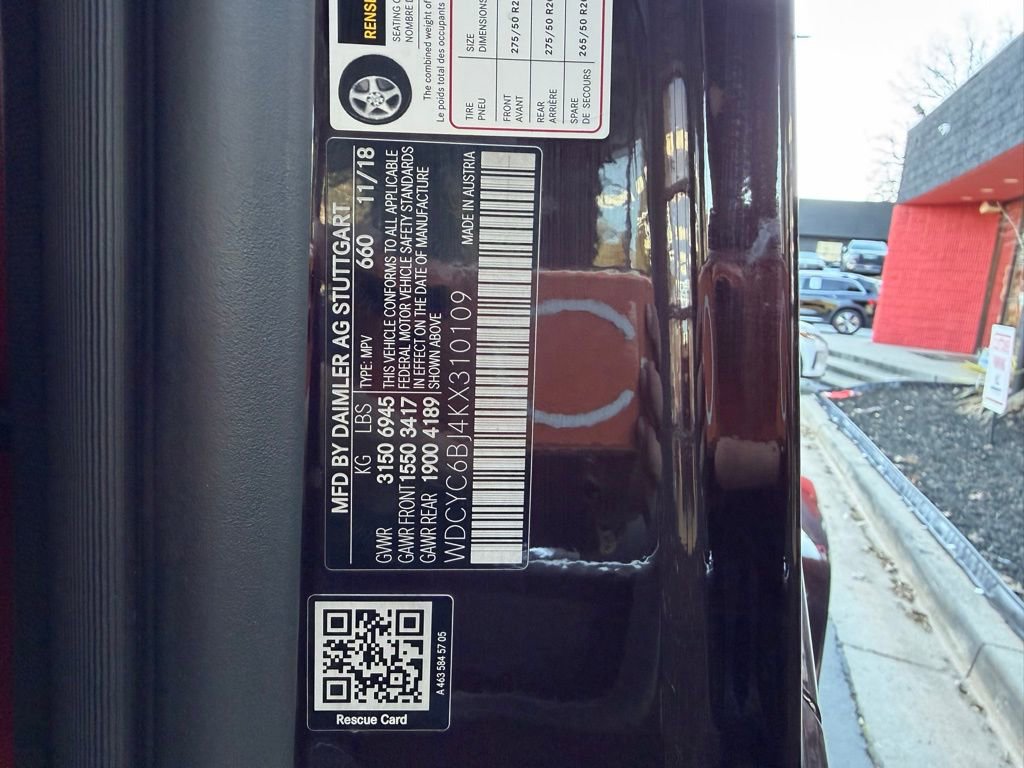 MFD BY DAIMLER AG STUTTGART
KG LBS TYPE: MPV 660 11/18
GVWR 3150 6945
GAWR FRONT 1550 3417
GAWR REAR 1900 4189
THIS VEHICLE CONFORMS TO ALL APPLICABLE
FEDERAL MOTOR VEHICLE SAFETY STANDARDS
IN EFFECT ON THE DATE OF MANUFACTURE
SHOWN ABOVE
WDCYC6BJ4KX310109 MADE IN AUSTRIA
Rescue Card
A 463 584 57 05
SEATING
NOMBRE
The combined weight of
Le poids total des occupants
TIRE SIZE
PNEU DIMENSIONS
FRONT 275/50
AVANT
REAR 275/50
ARRIÈRE
SPARE 265/50
DE SECOURS